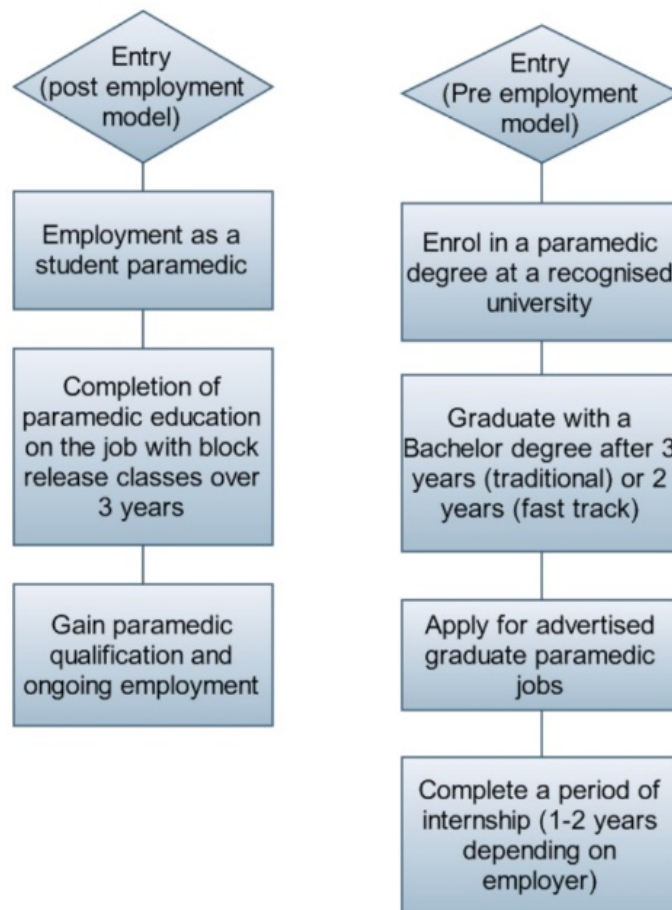 Entry
(post employment
model)
Employment as a
student paramedic
Completion of
paramedic education
on the job with block
release classes over
3 years
Gain paramedic
qualification and
ongoing employment
Entry
(Pre employment
model)
Enrol in a paramedic
degree at a recognised
university
Graduate with a
Bachelor degree after 3
years (traditional) or 2
years (fast track)
Apply for advertised
graduate paramedic
jobs
Complete a period of
internship (1-2 years
depending on
employer)